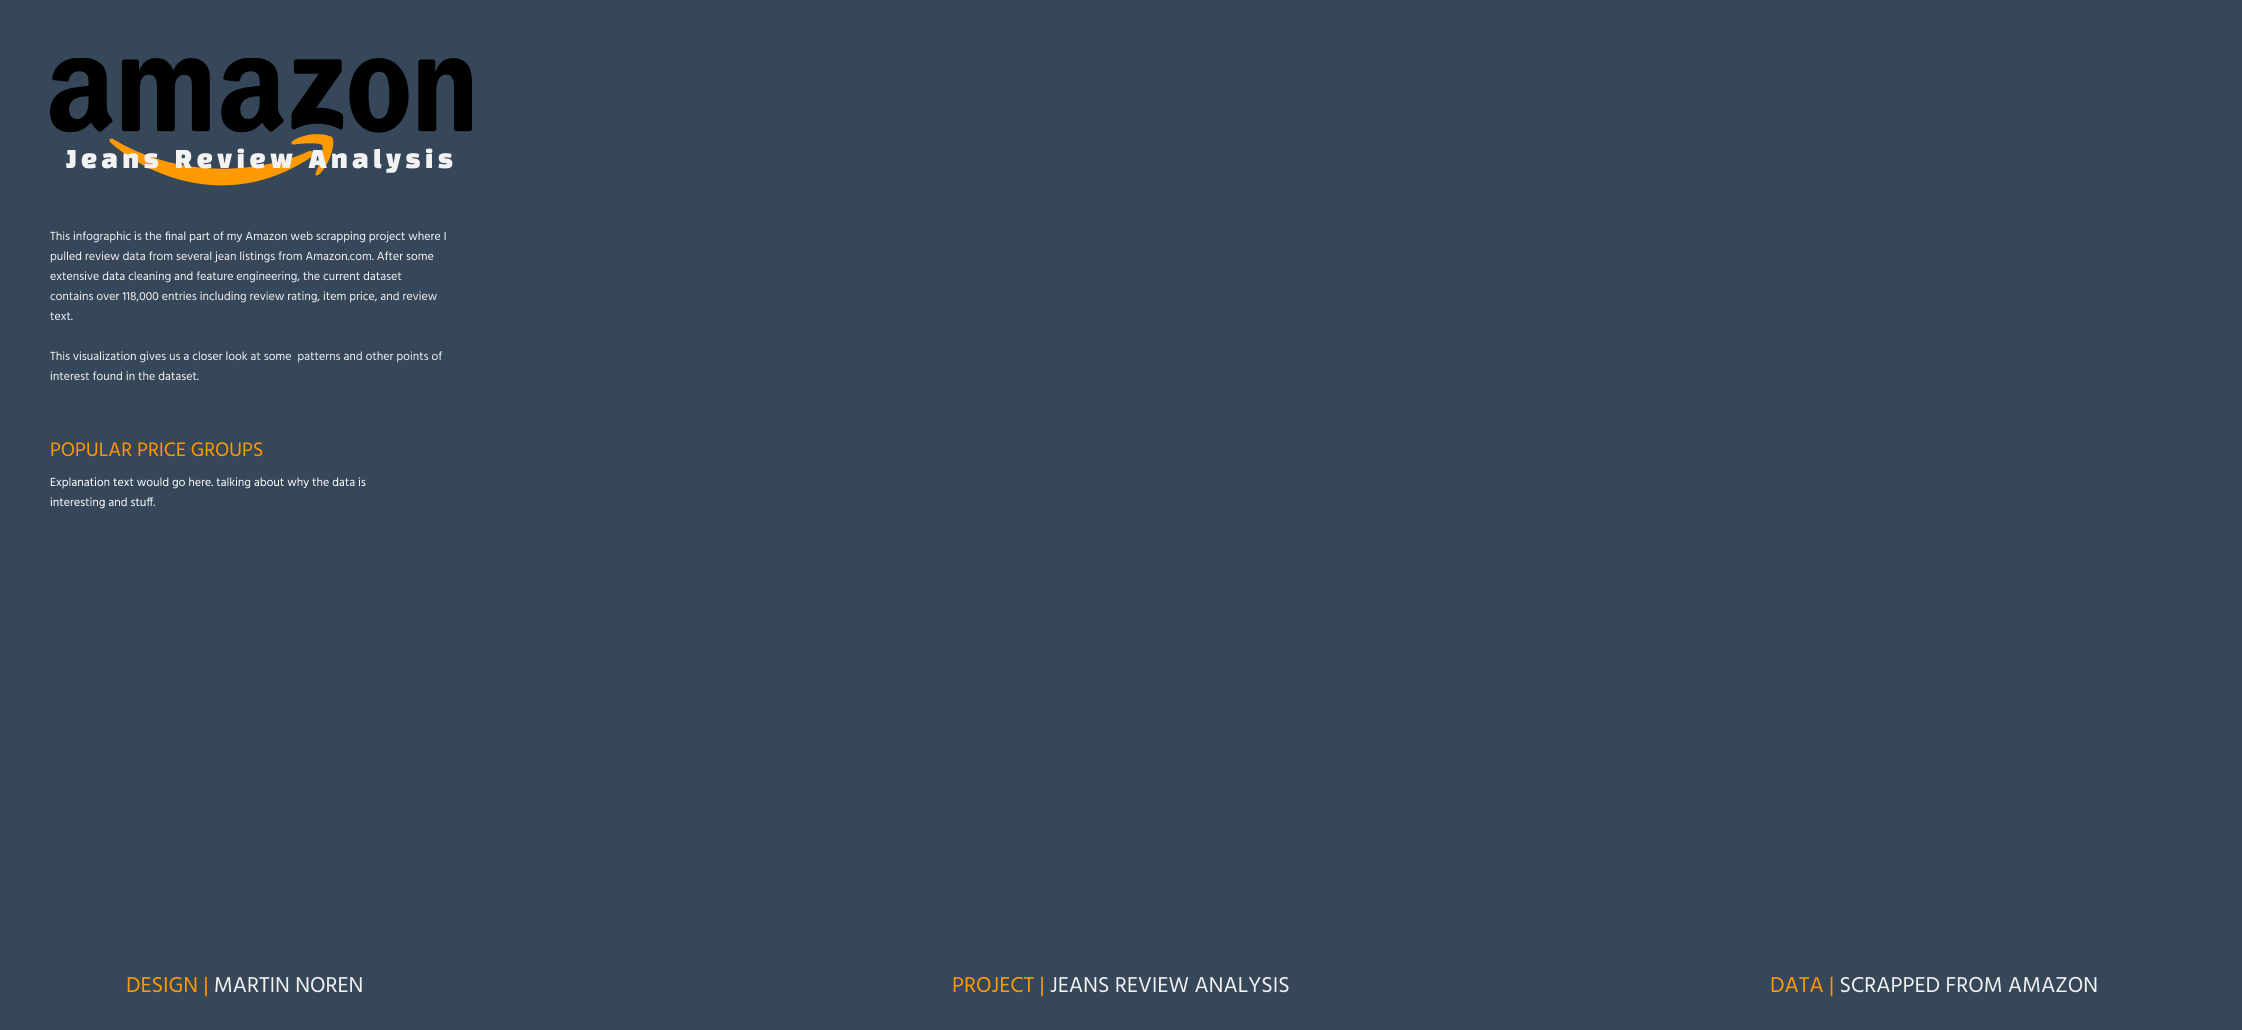 amazon
Jeans Review Analysis
This infographic is the final part of my Amazon web scrapping project where I
pulled review data from several jean listings from Amazon.com. After some
extensive data cleaning and feature engineering, the current dataset
contains over 118,000 entries including review rating, item price, and review
text.
This visualization gives us a closer look at some  patterns and other points of
interest found in the dataset.
POPULAR PRICE GROUPS
Explanation text would go here. talking about why the data is
interesting and stuff.
DESIGN | MARTIN NOREN
PROJECT | JEANS REVIEW ANALYSIS
DATA | SCRAPPED FROM AMAZON